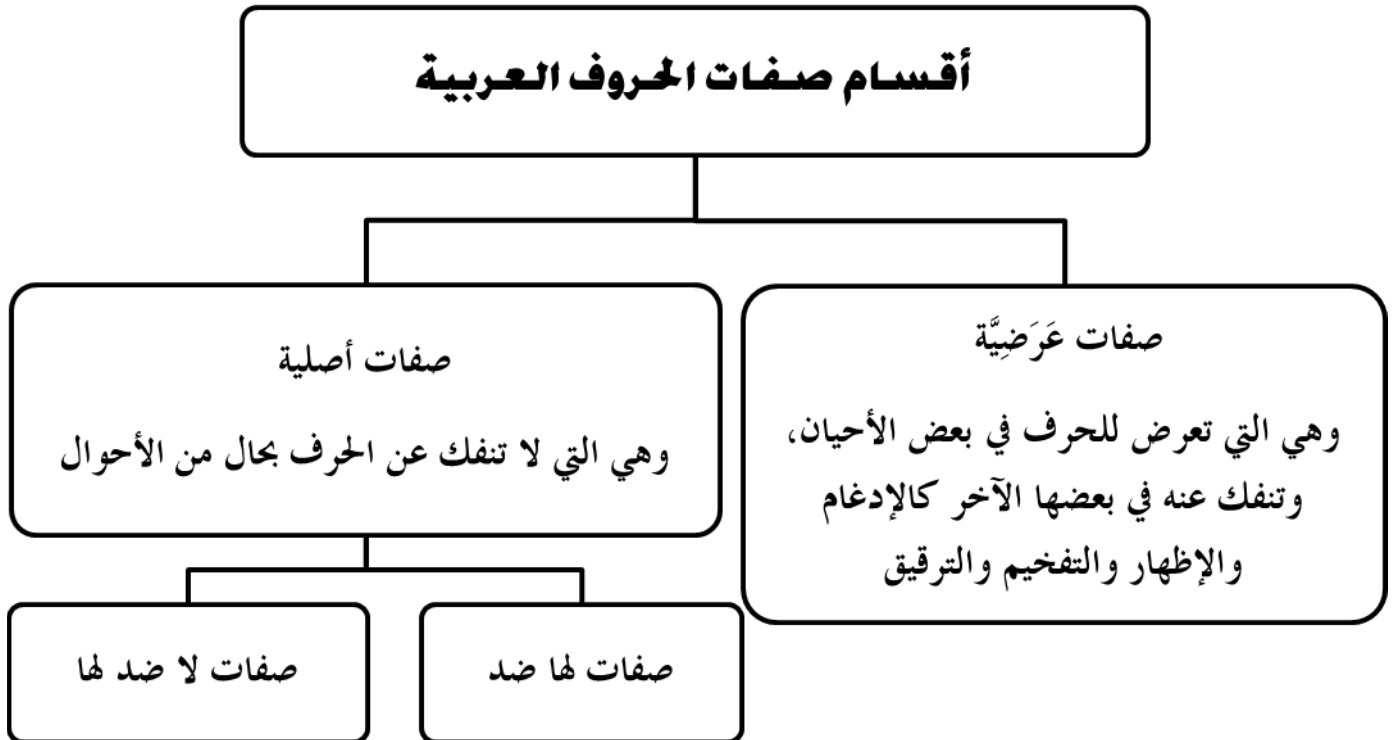 أقسام صفات الحروف العربية
صفات عَرَضِيَّة
وهي التي تعرض للحرف في بعض الأحيان،
وتنفك عنه في بعضها الآخر كالإدغام
والإظهار والتفخيم والترقيق
صفات أصلية
وهي التي لا تنفك عن الحرف بحال من الأحوال
صفات لها ضد
صفات لا ضد لها